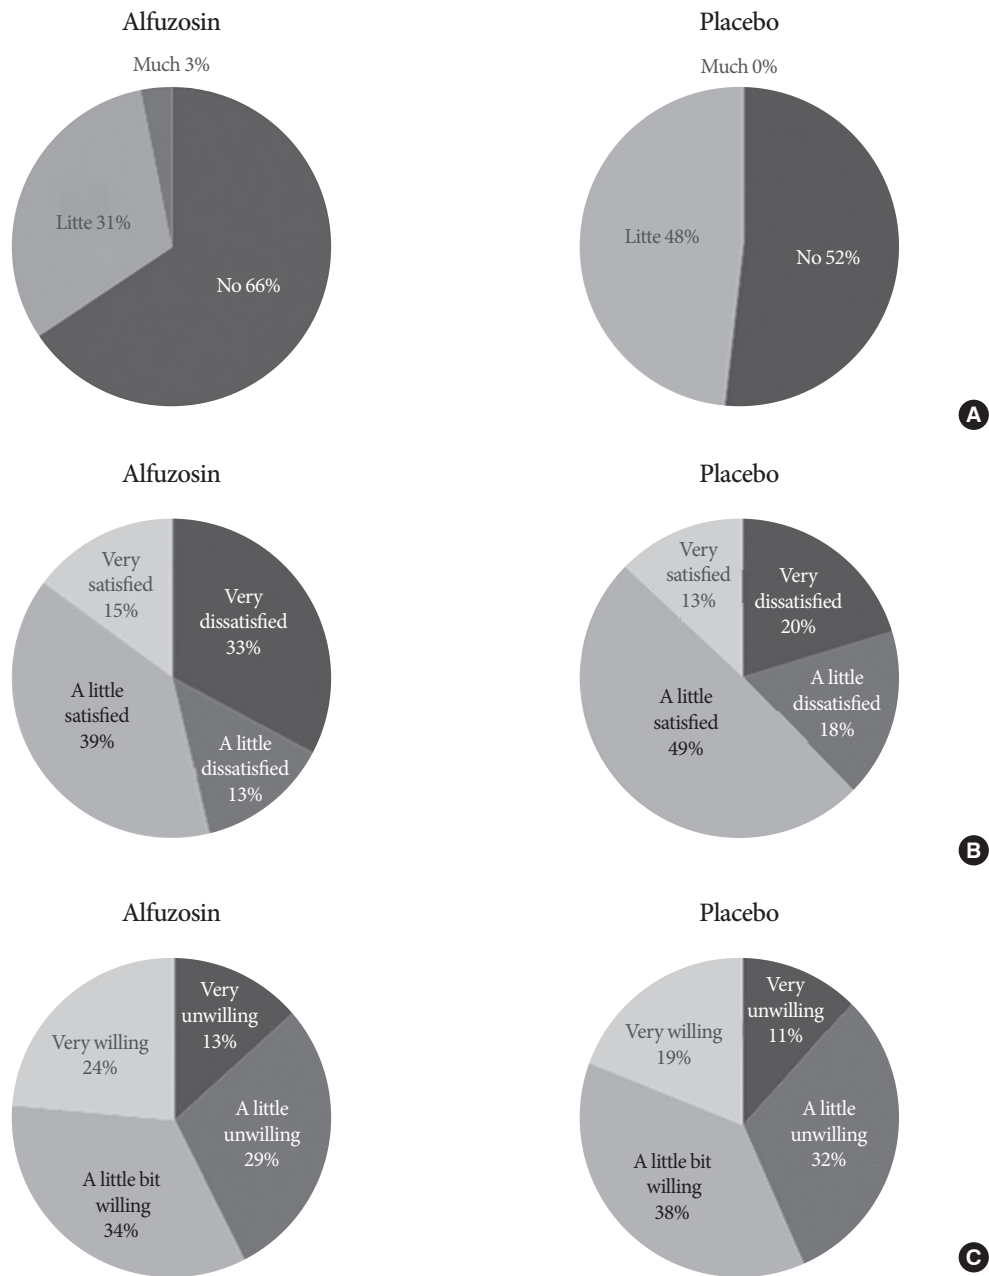 Alfuzosin
Placebo
Much 3%
Much 0%
Litte 31%
No 66%
Litte 48%
No 52%
A
Alfuzosin
Placebo
Very
satisfied
15%
Very
dissatisfied
33%
A little
satisfied
39%
A little
dissatisfied
13%
Very
satisfied
13%
Very
dissatisfied
20%
A little
dissatisfied
18%
A little
satisfied
49%
B
Alfuzosin
Placebo
Very
unwilling
13%
Very willing
24%
A little
unwilling
29%
A little bit
willing
34%
Very
unwilling
11%
Very willing
19%
A little
unwilling
32%
A little bit
willing
38%
C